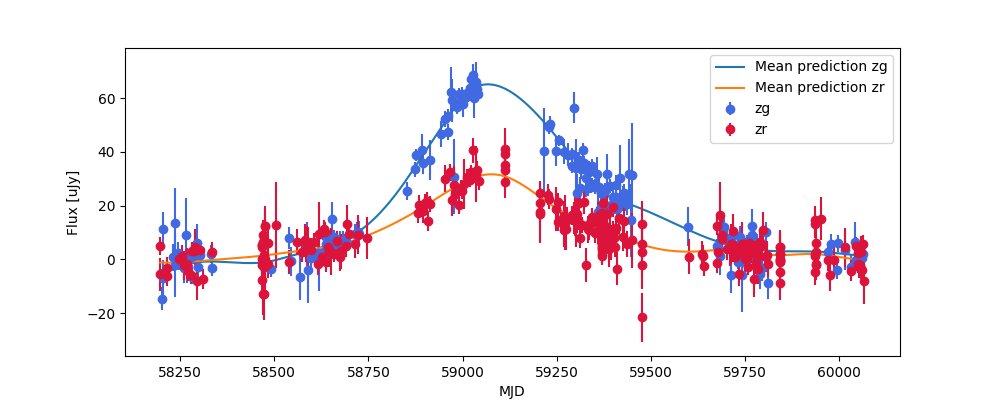 Flux [uJy]
60
40
20
0
−20
58250
58500
58750
59000
59250
59500
59750
60000
MJD
Mean prediction zg
Mean prediction zr
zg
zr